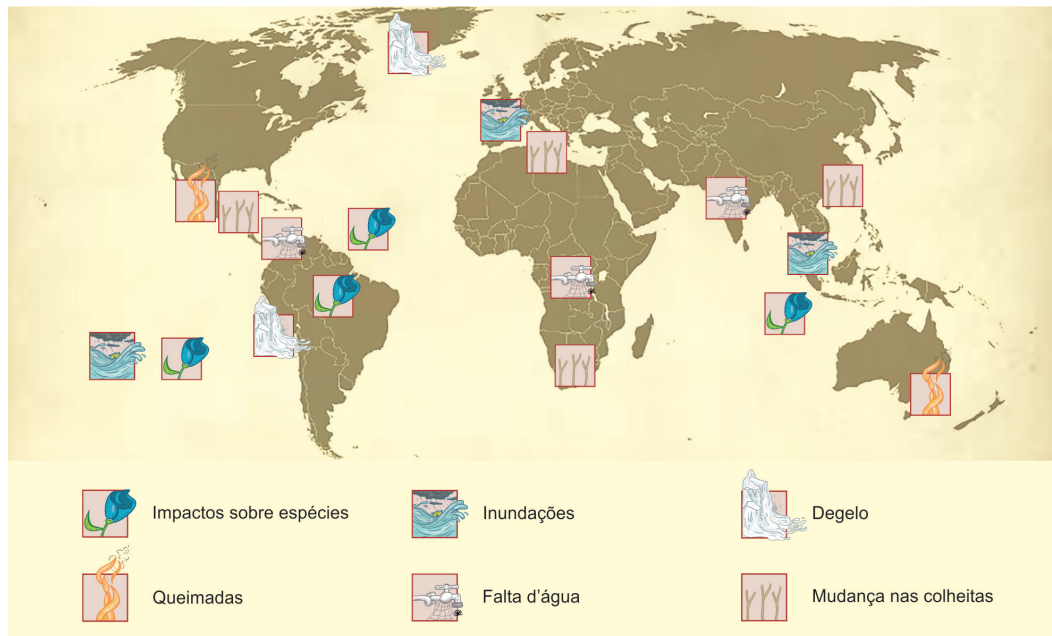 Impactos sobre espécies
Inundações
Degelo
Queimadas
Falta d’água
Mudança nas colheitas